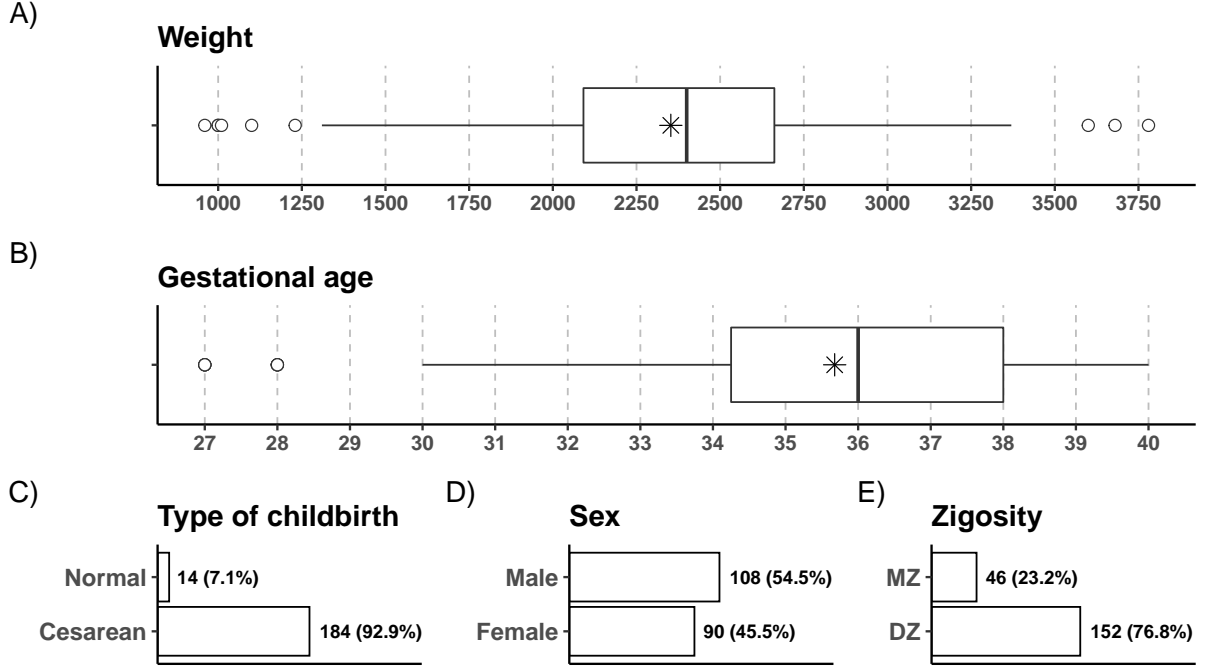 A)
Weight
1000 1250 1500 1750 2000 2250 2500 2750 3000 3250 3500 3750
B)
Gestational age
27 28 29 30 31 32 33 34 35 36 37 38 39 40
C) D) E)
Type of childbirth Sex Zigosity
Normal 14 (7.1%) Male 108 (54.5%) MZ 46 (23.2%)
Cesarean 184 (92.9%) Female 90 (45.5%) DZ 152 (76.8%)